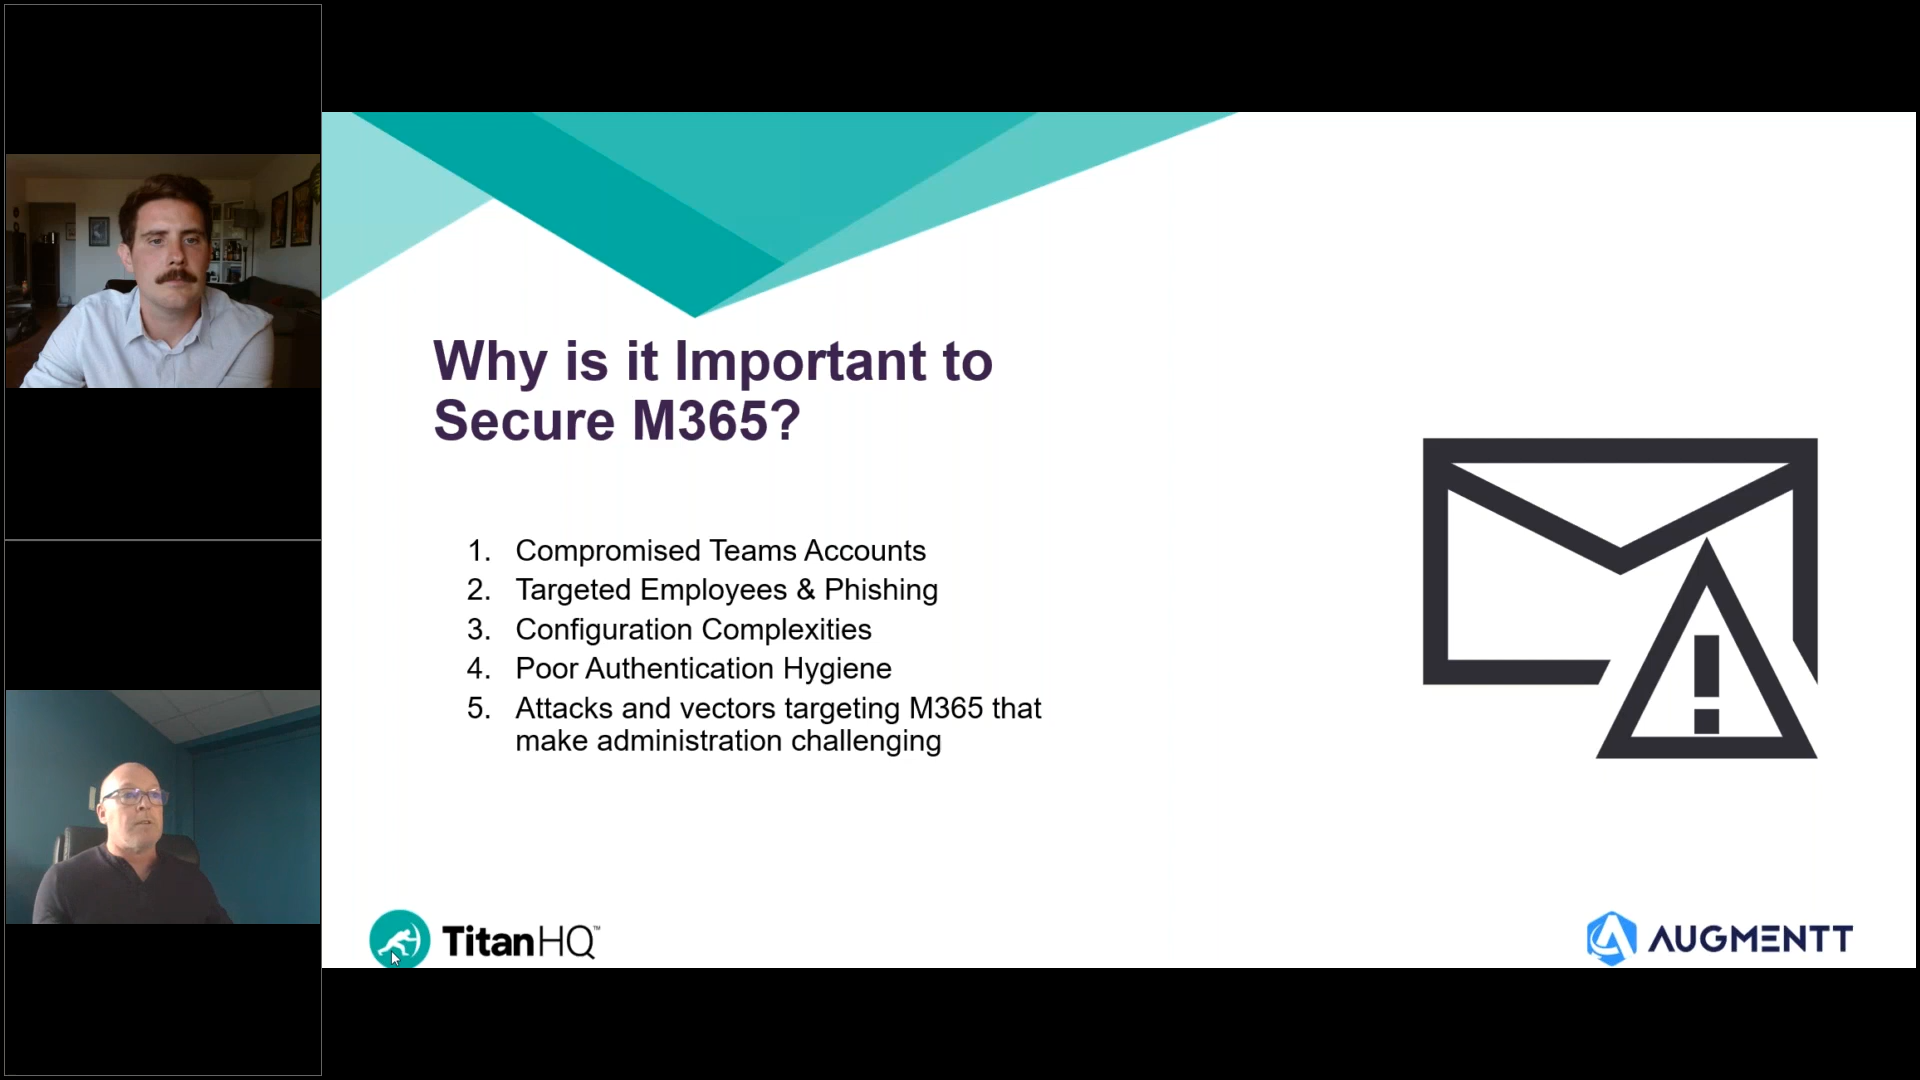 Why is it Important to
Secure M365?
1. Compromised Teams Accounts
2. Targeted Employees & Phishing
3. Configuration Complexities
4. Poor Authentication Hygiene
5. Attacks and vectors targeting M365 that
make administration challenging
TitanHQ™
AUGMENTT